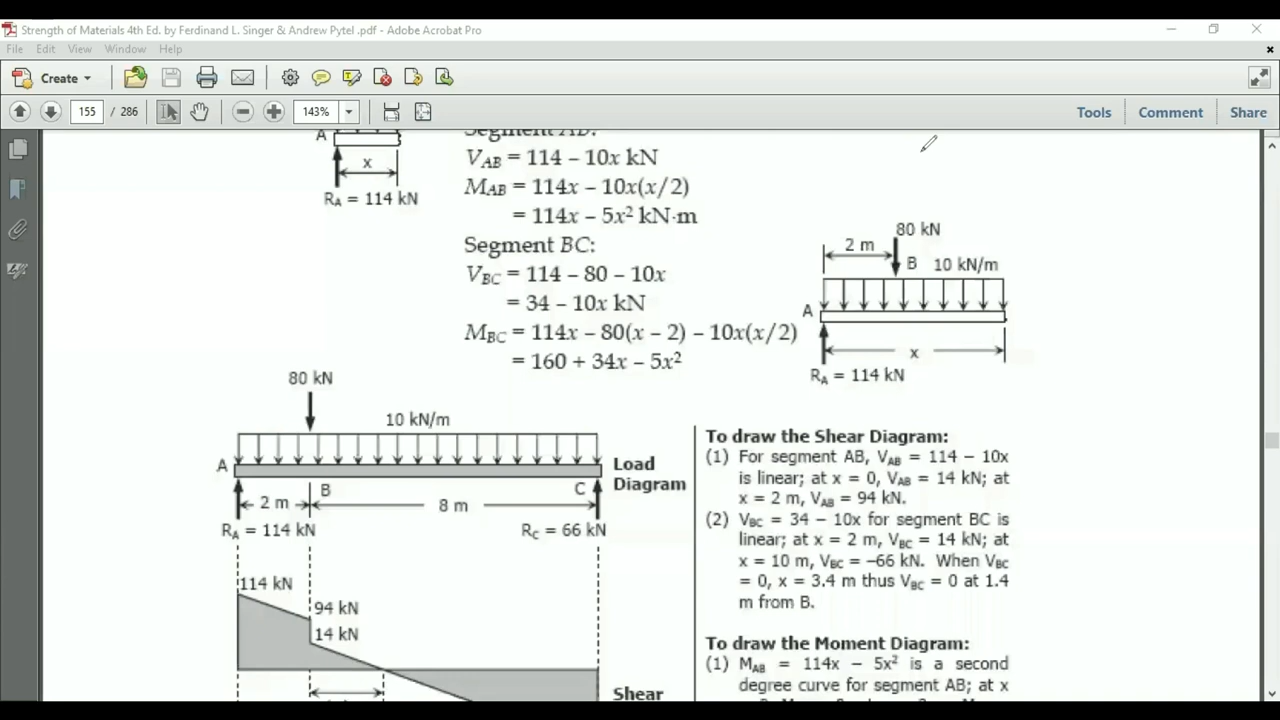 Strength of Materials 4th Ed. by Ferdinand L. Singer & Andrew Pytel .pdf - Adobe Acrobat Pro
File Edit View Window Help
Create
155 / 286 143% Tools Comment Share
A
x
R_A = 114 kN
Segment AB:
V_AB = 114 – 10x kN
M_AB = 114x – 10x(x/2)
= 114x – 5x² kN·m
Segment BC:
V_BC = 114 – 80 – 10x
= 34 – 10x kN
M_BC = 114x – 80(x – 2) – 10x(x/2)
= 160 + 34x – 5x²
80 kN
2 m
B 10 kN/m
A
x
R_A = 114 kN
80 kN
10 kN/m
A
B
C
2 m
8 m
R_A = 114 kN
R_C = 66 kN
Load
Diagram
114 kN
94 kN
14 kN
Shear
To draw the Shear Diagram:
(1) For segment AB, V_AB = 114 – 10x
is linear; at x = 0, V_AB = 14 kN; at
x = 2 m, V_AB = 94 kN.
(2) V_BC = 34 – 10x for segment BC is
linear; at x = 2 m, V_BC = 14 kN; at
x = 10 m, V_BC = –66 kN. When V_BC
= 0, x = 3.4 m thus V_BC = 0 at 1.4
m from B.
To draw the Moment Diagram:
(1) M_AB = 114x – 5x² is a second
degree curve for segment AB; at x